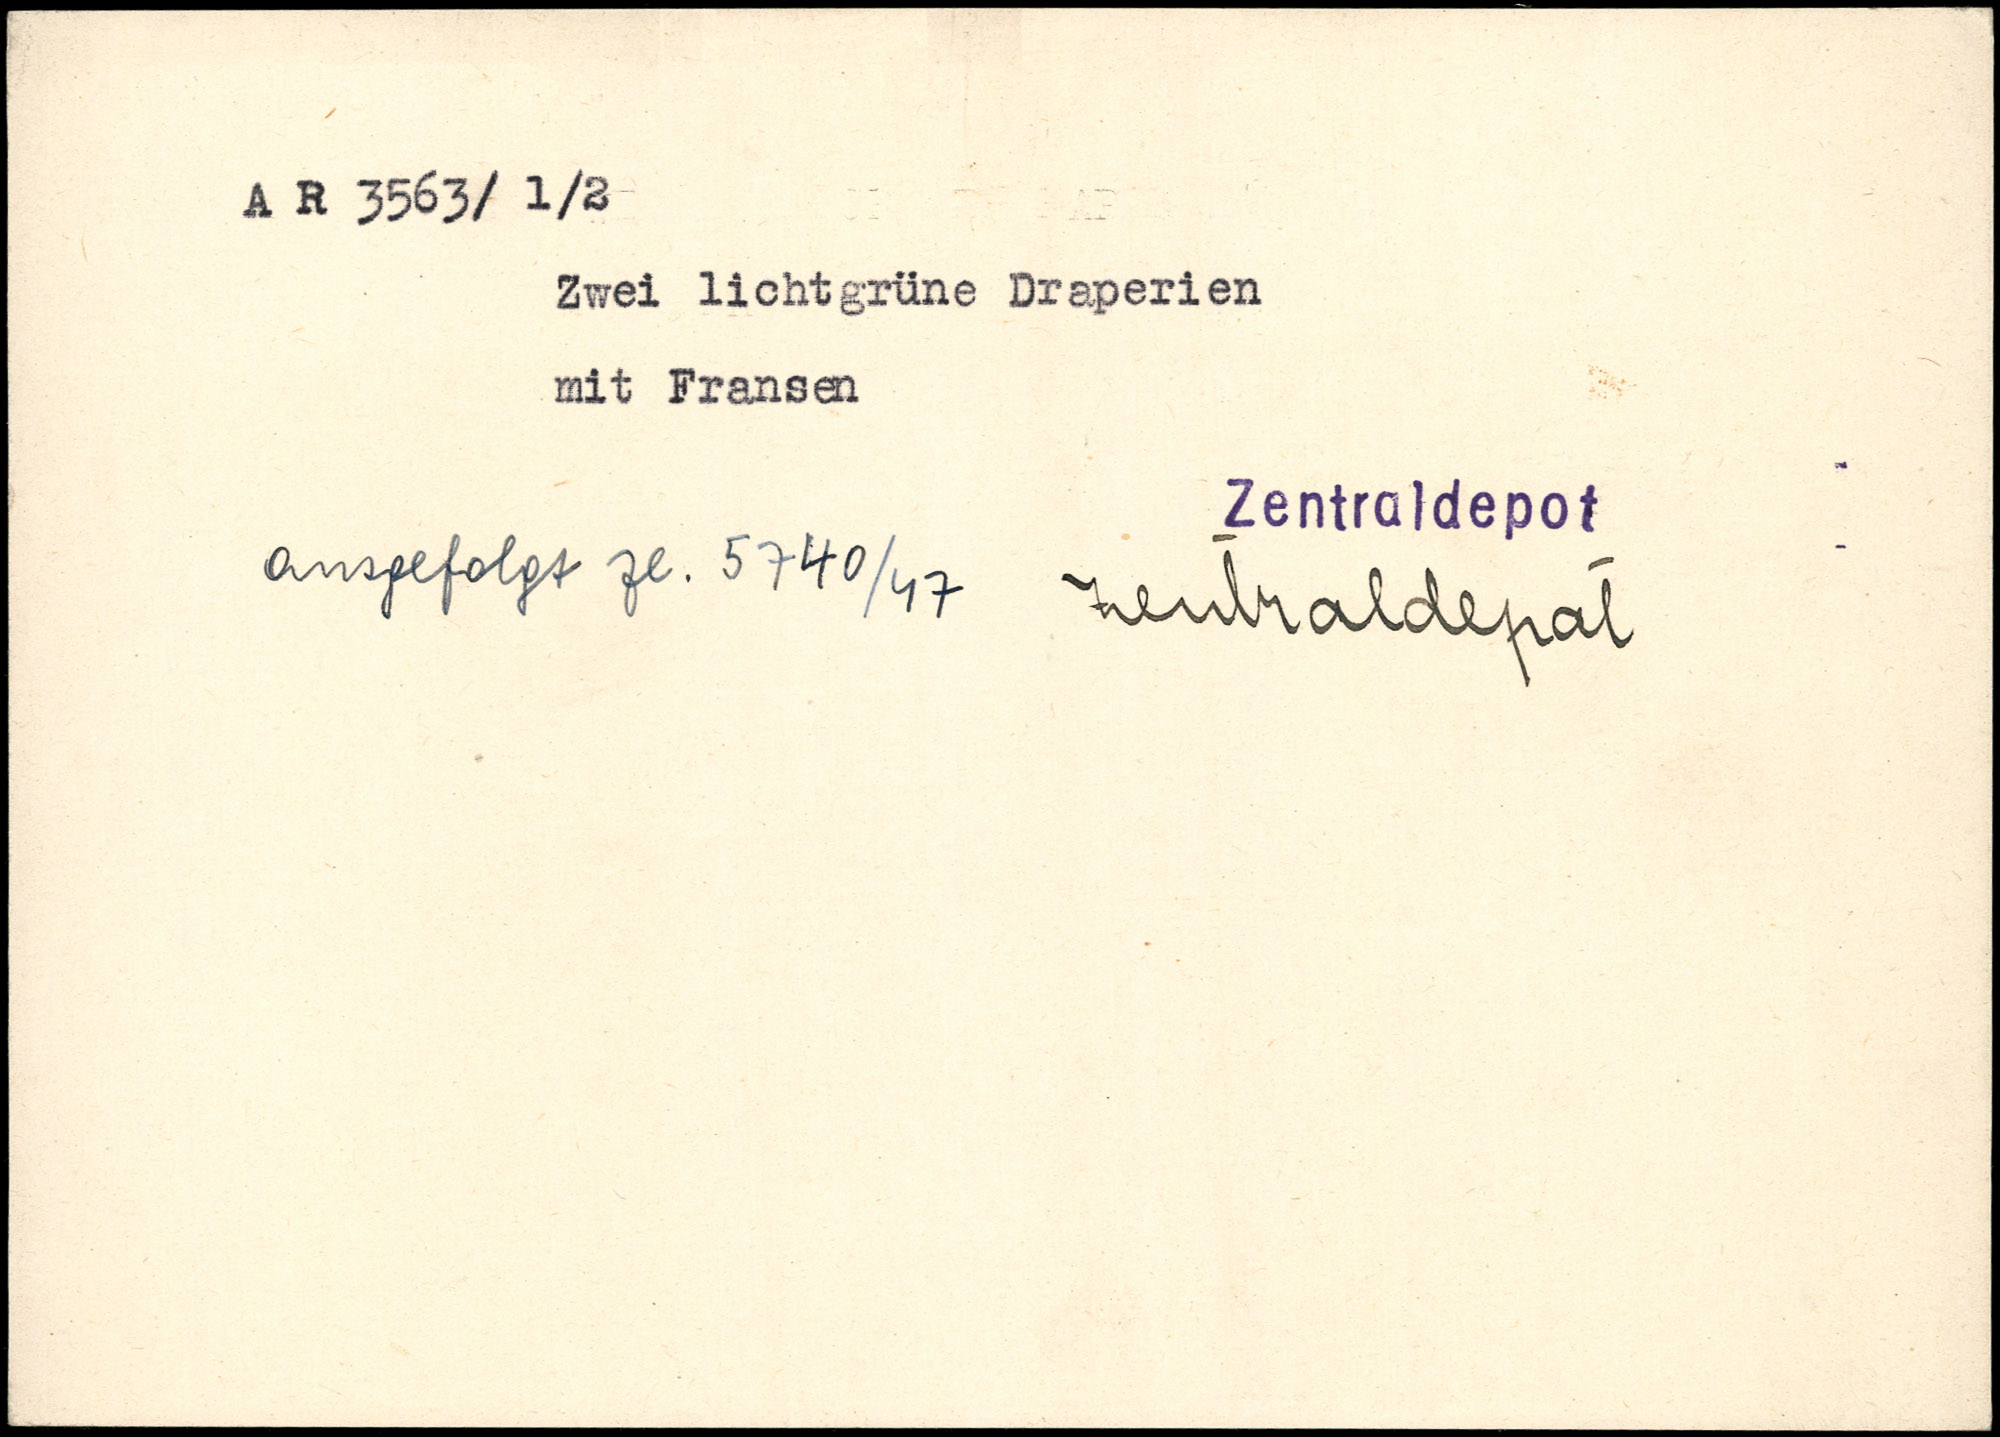 A R 3563/ 1/2
Zwei lichtgrüne Draperien
mit Fransen
Zentraldepot
ausgefolgt Zl. 5740/47
Zentraldepot